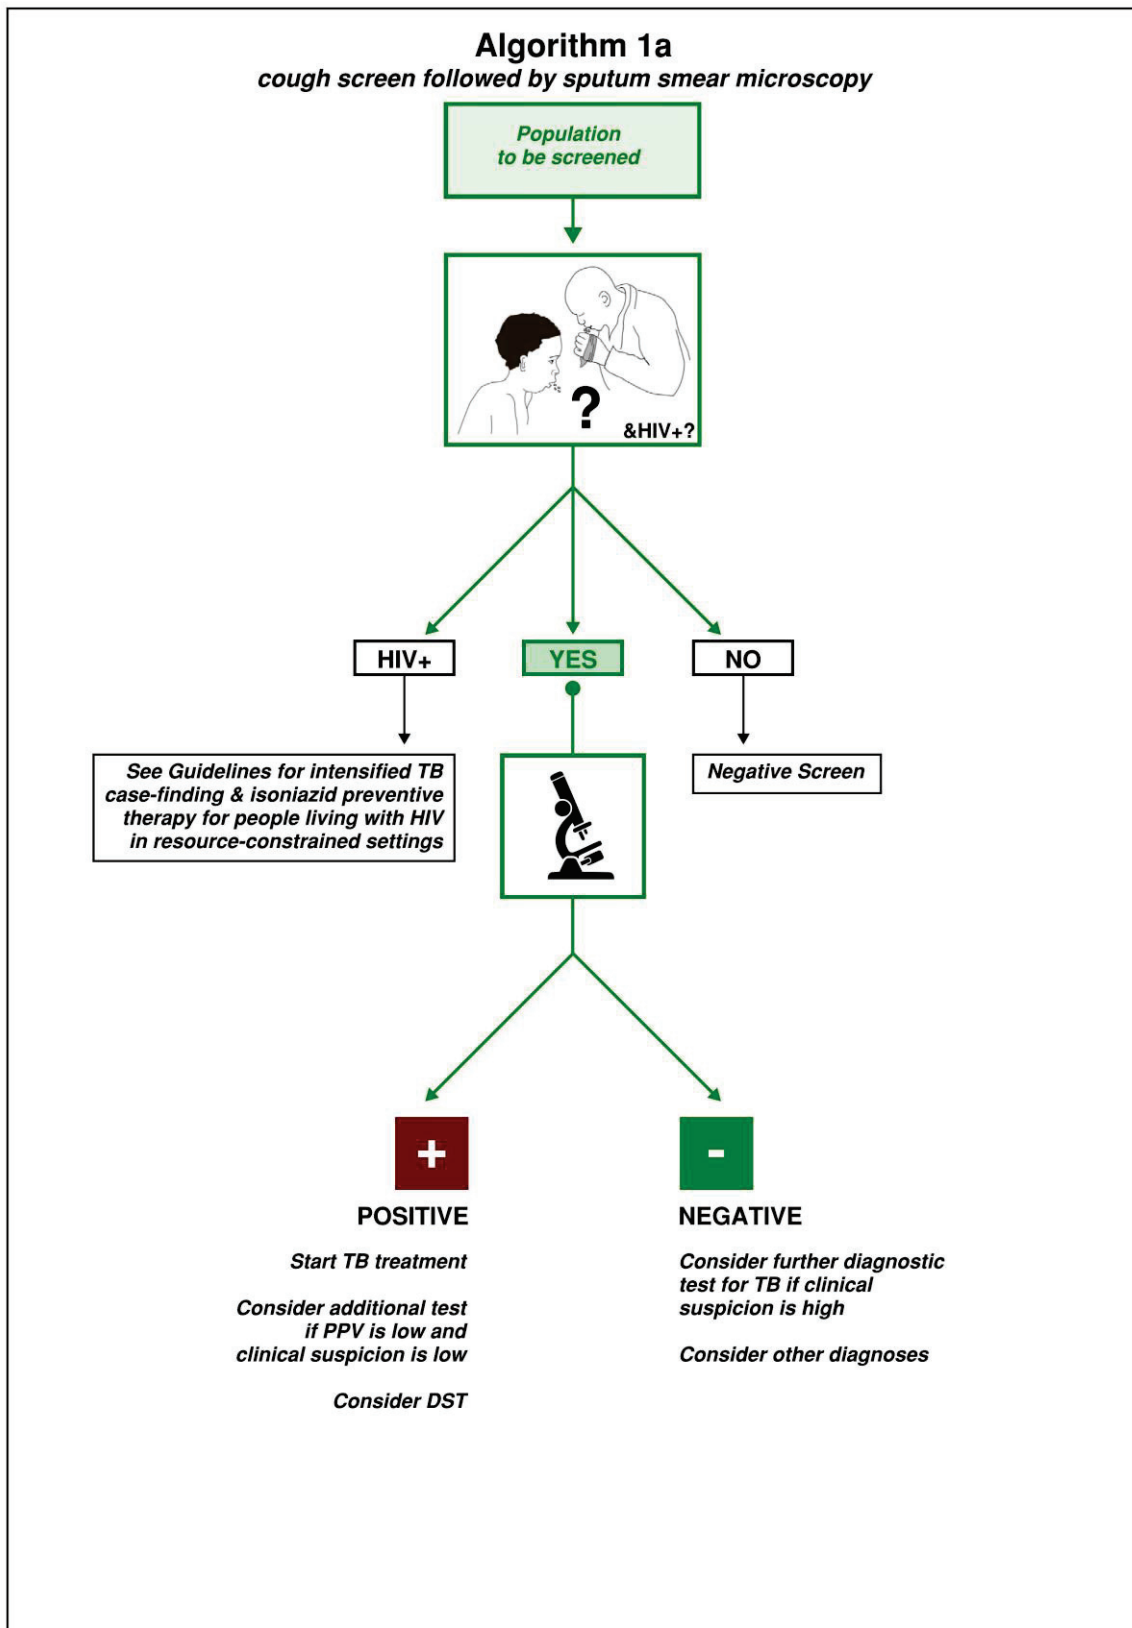 Algorithm 1a
cough screen followed by sputum smear microscopy
Population
to be screened
?
&HIV+?
HIV+
YES
NO
See Guidelines for intensified TB
case-finding & isoniazid preventive
therapy for people living with HIV
in resource-constrained settings
Negative Screen
+
POSITIVE
Start TB treatment
Consider additional test
if PPV is low and
clinical suspicion is low
Consider DST
-
NEGATIVE
Consider further diagnostic
test for TB if clinical
suspicion is high
Consider other diagnoses